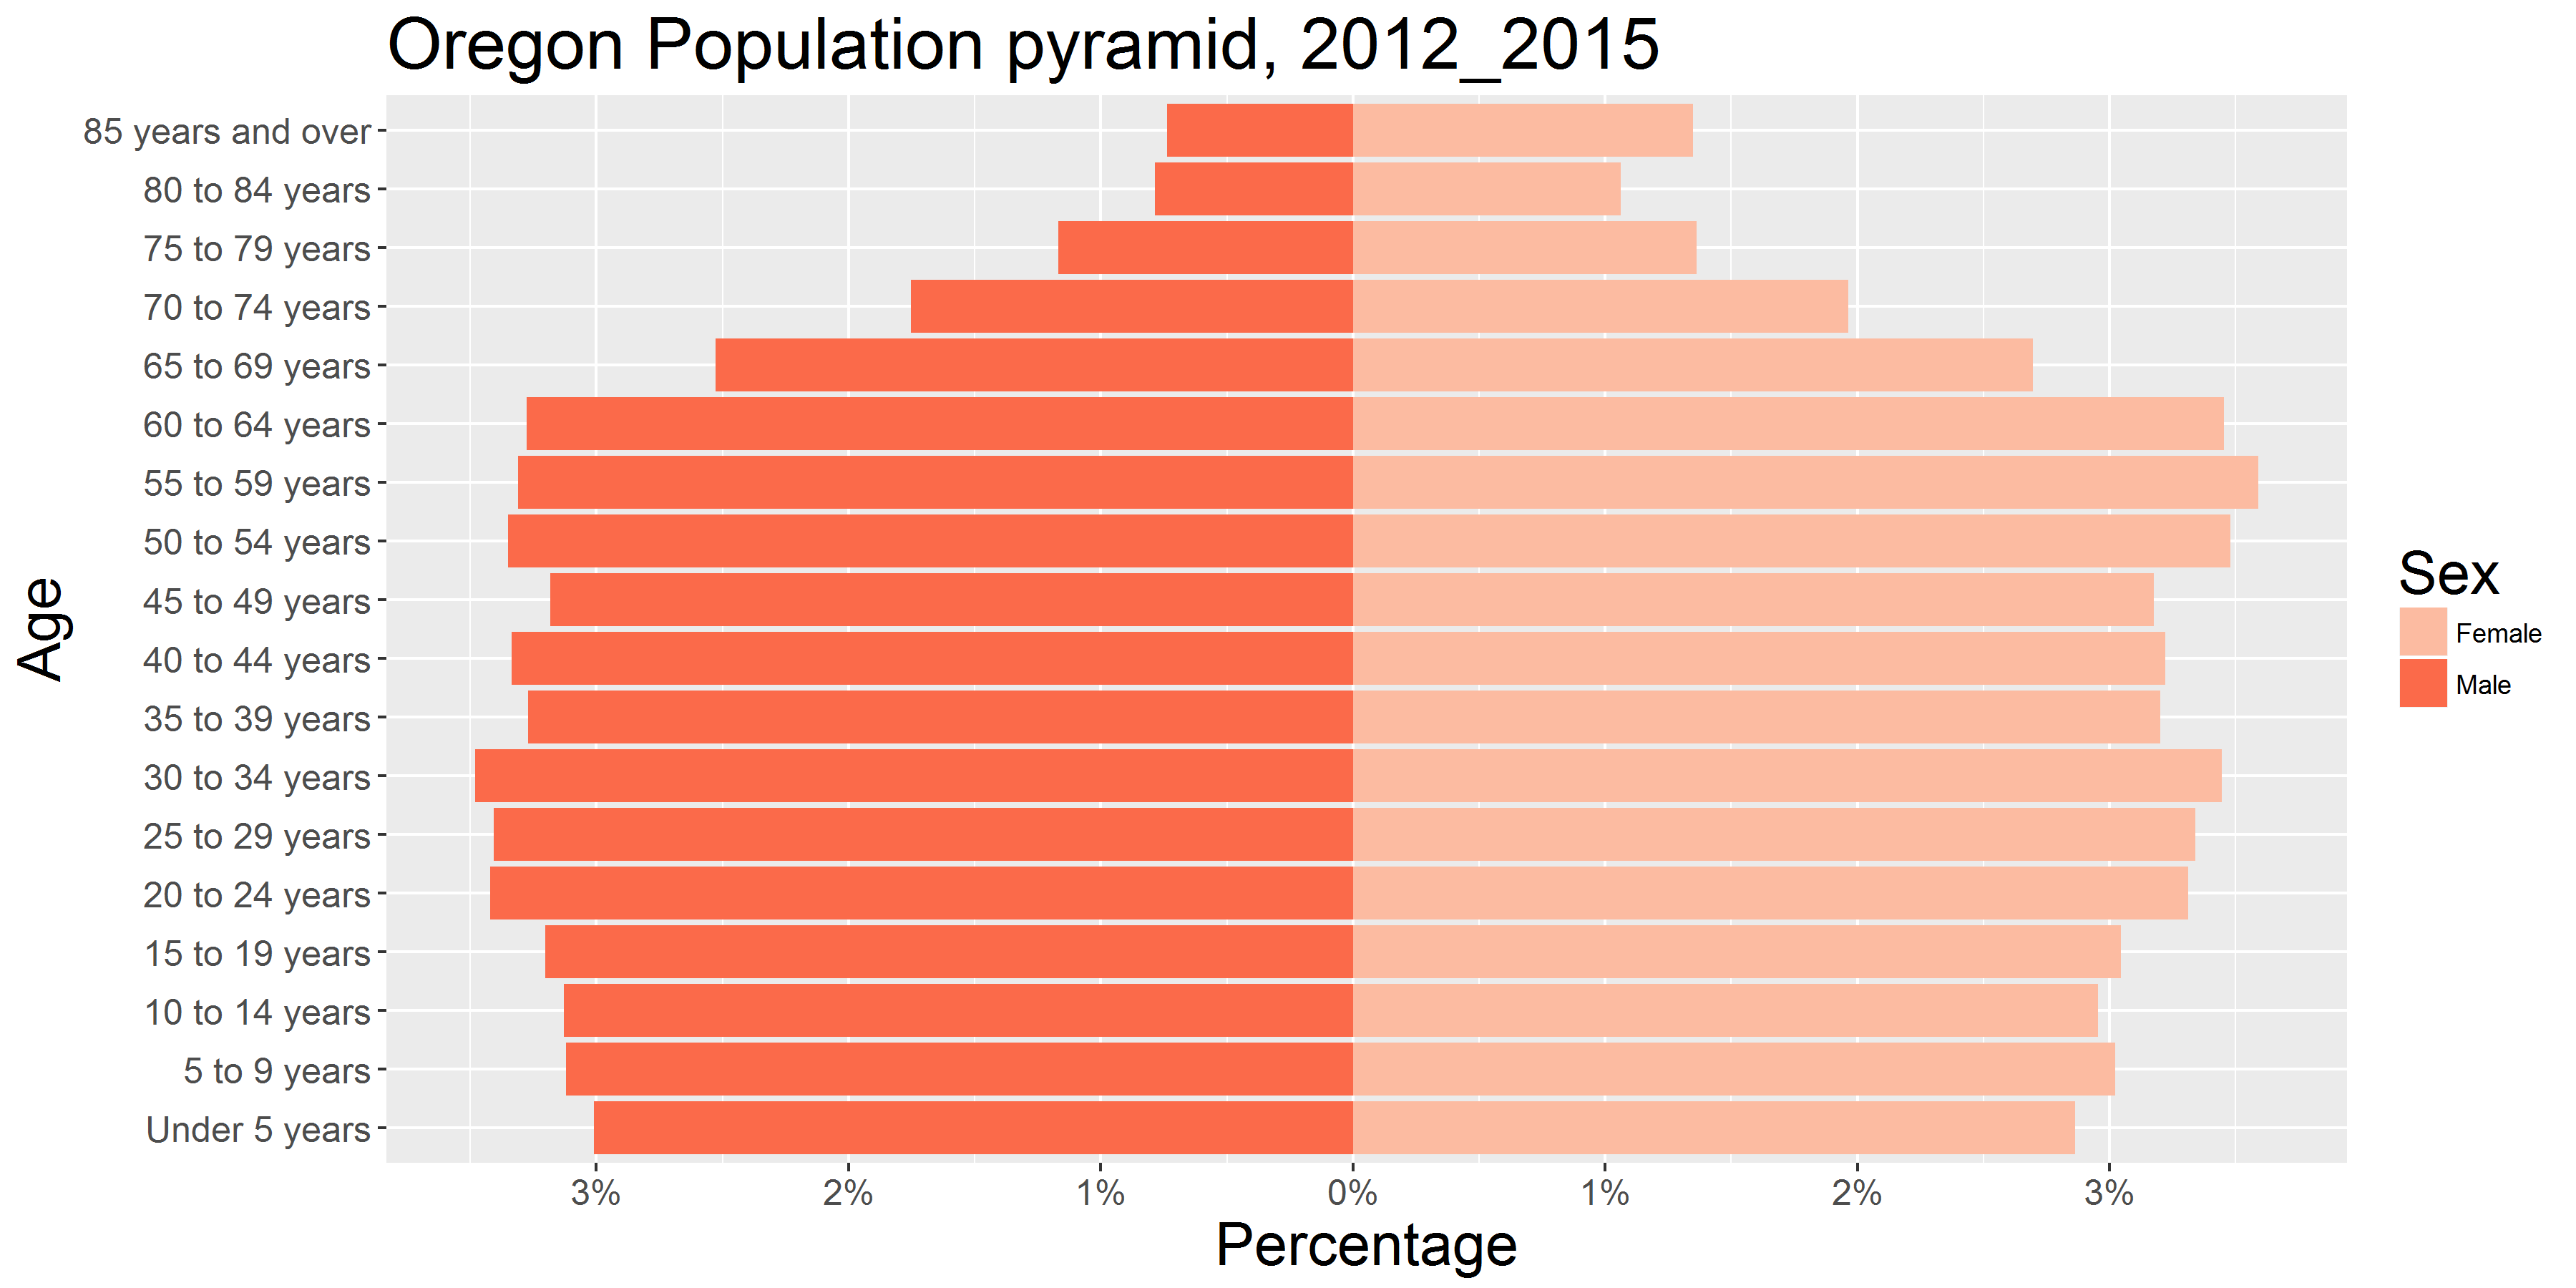 Oregon Population pyramid, 2012_2015
85 years and over
80 to 84 years
75 to 79 years
70 to 74 years
65 to 69 years
60 to 64 years
55 to 59 years
50 to 54 years
45 to 49 years
40 to 44 years
35 to 39 years
30 to 34 years
25 to 29 years
20 to 24 years
15 to 19 years
10 to 14 years
5 to 9 years
Under 5 years
Age
3% 2% 1% 0% 1% 2% 3%
Percentage
Sex
Female
Male